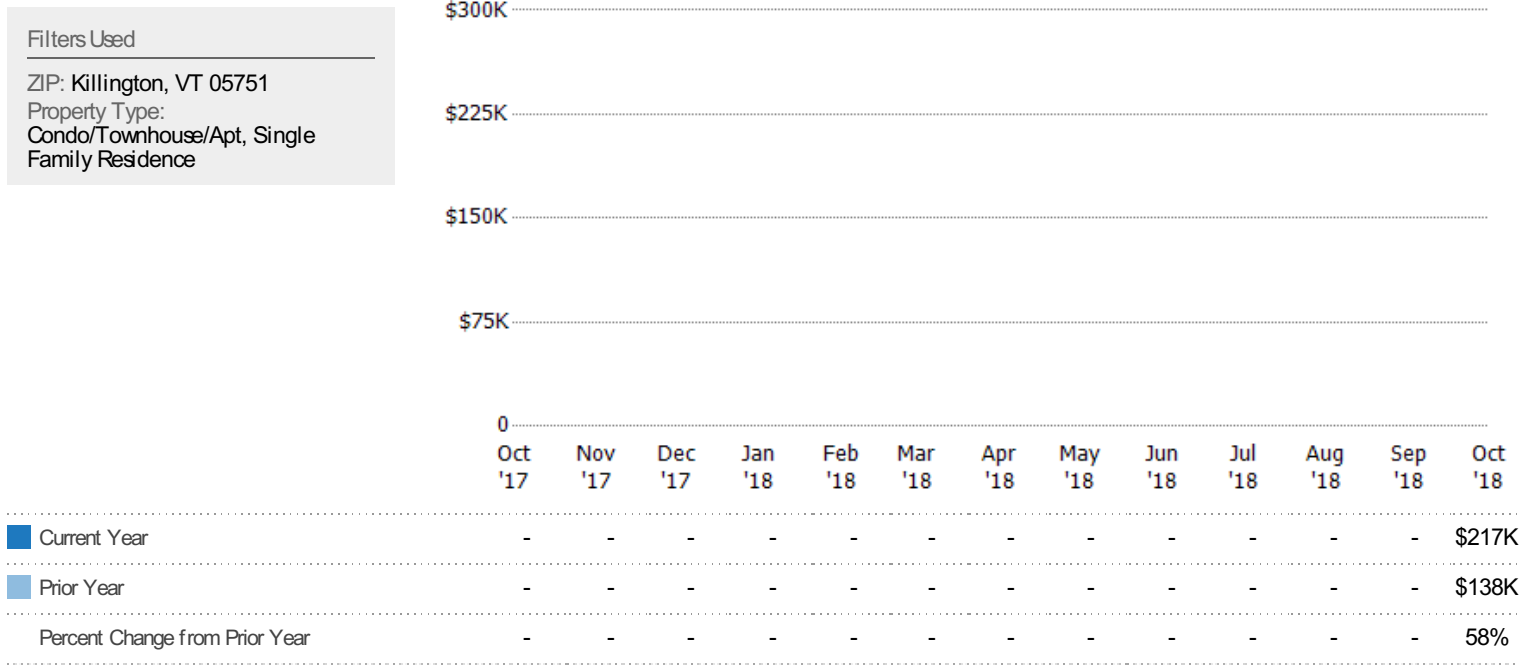 Filters Used
ZIP: Killington, VT 05751
Property Type:
Condo/Townhouse/Apt, Single
Family Residence
$300K
$225K
$150K
$75K
0
Oct Nov Dec Jan Feb Mar Apr May Jun Jul Aug Sep Oct
'17 '17 '17 '18 '18 '18 '18 '18 '18 '18 '18 '18 '18
Current Year - - - - - - - - - - - - $217K
Prior Year - - - - - - - - - - - - $138K
Percent Change from Prior Year - - - - - - - - - - - - 58%